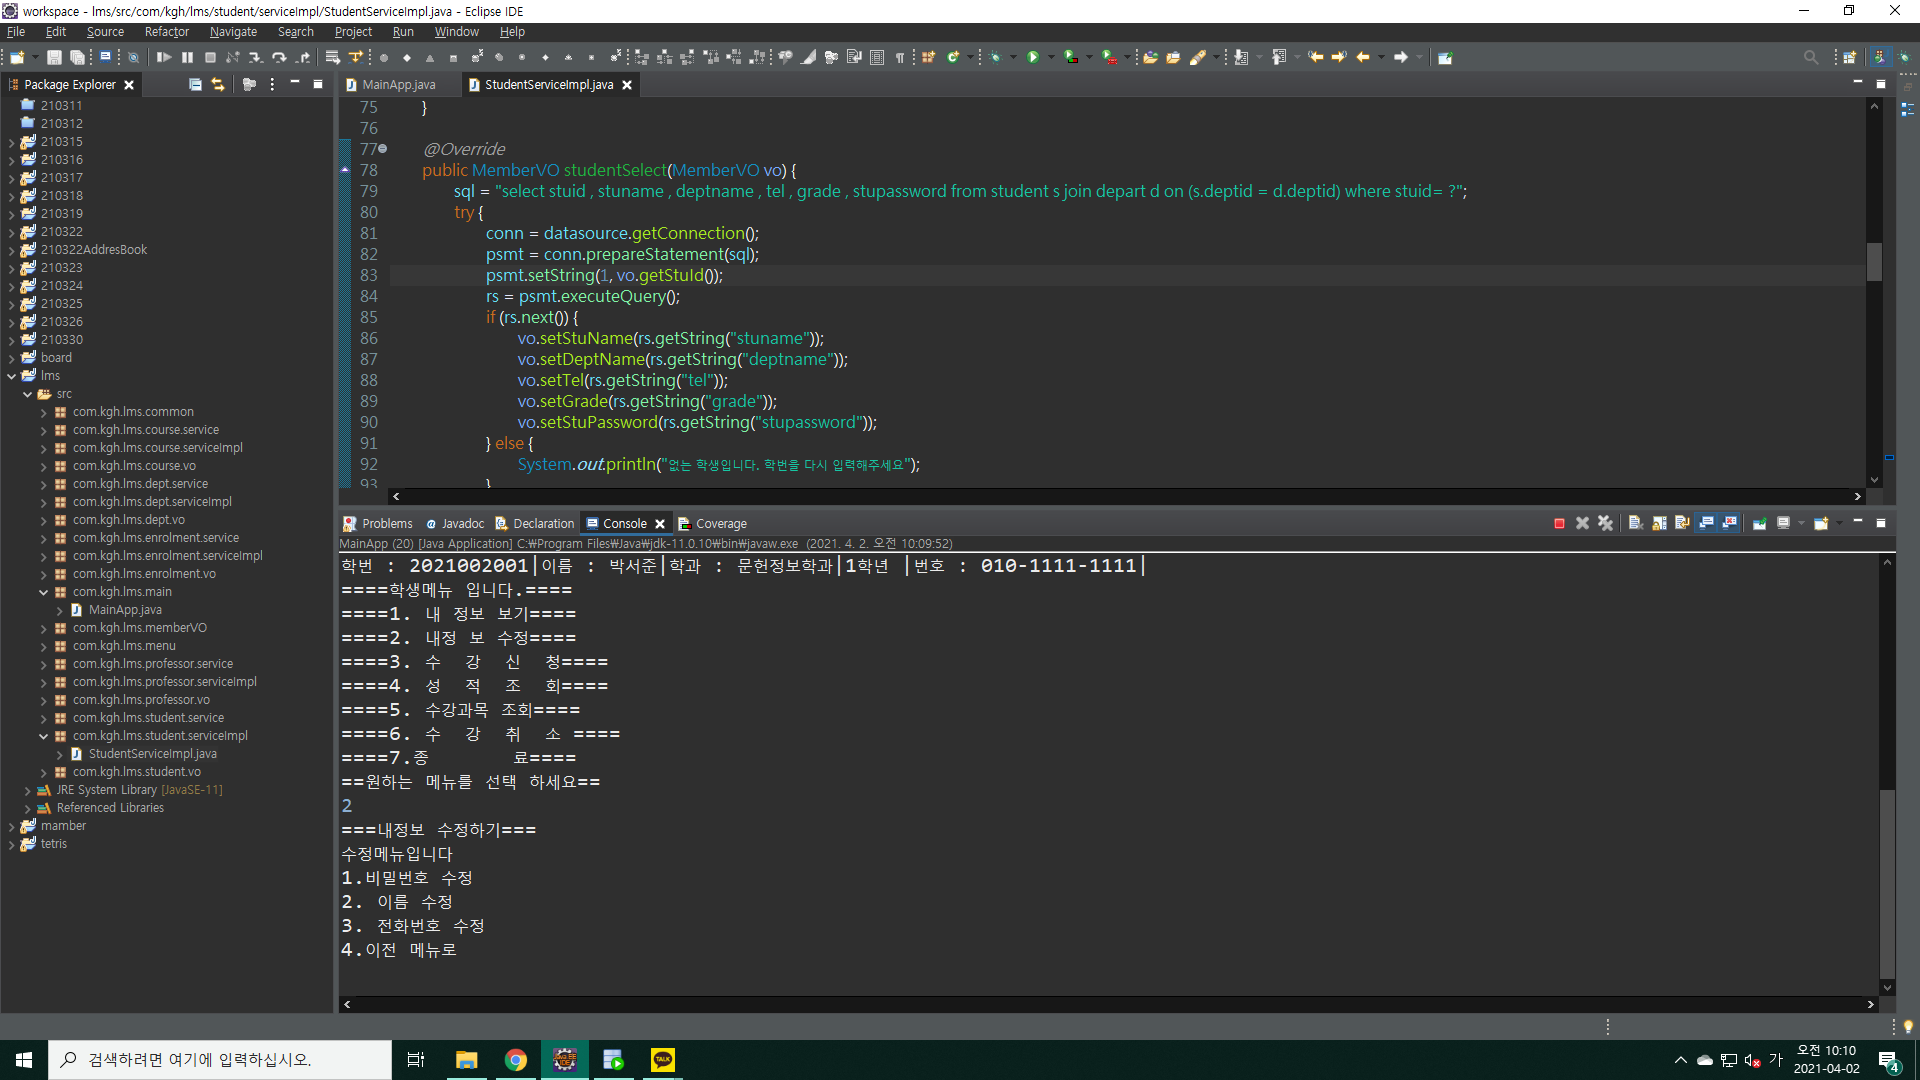 workspace - lms/src/com/kgh/lms/student/serviceImpl/StudentServiceImpl.java - Eclipse IDE
File Edit Source Refactor Navigate Search Project Run Window Help
Package Explorer
210311
210312
210315
210316
210317
210318
210319
210322
210322AddresBook
210323
210324
210325
210326
210330
board
lms
src
com.kgh.lms.common
com.kgh.lms.course.service
com.kgh.lms.course.serviceImpl
com.kgh.lms.course.vo
com.kgh.lms.dept.service
com.kgh.lms.dept.serviceImpl
com.kgh.lms.dept.vo
com.kgh.lms.enrolment.service
com.kgh.lms.enrolment.serviceImpl
com.kgh.lms.enrolment.vo
com.kgh.lms.main
MainApp.java
com.kgh.lms.memberVO
com.kgh.lms.menu
com.kgh.lms.professor.service
com.kgh.lms.professor.serviceImpl
com.kgh.lms.professor.vo
com.kgh.lms.student.service
com.kgh.lms.student.serviceImpl
StudentServiceImpl.java
com.kgh.lms.student.vo
JRE System Library [JavaSE-11]
Referenced Libraries
mamber
tetris
MainApp.java StudentServiceImpl.java
75 }
76
77 @Override
78 public MemberVO studentSelect(MemberVO vo) {
79 sql = "select stuid , stuname , deptname , tel , grade , stupassword from student s join depart d on (s.deptid = d.deptid) where stuid= ?";
80 try {
81 conn = datasource.getConnection();
82 psmt = conn.prepareStatement(sql);
83 psmt.setString(1, vo.getStuId());
84 rs = psmt.executeQuery();
85 if (rs.next()) {
86 vo.setStuName(rs.getString("stuname"));
87 vo.setDeptName(rs.getString("deptname"));
88 vo.setTel(rs.getString("tel"));
89 vo.setGrade(rs.getString("grade"));
90 vo.setStuPassword(rs.getString("stupassword"));
91 } else {
92 System.out.println("없는 학생입니다. 학번을 다시 입력해주세요");
93 }
Problems Javadoc Declaration Console Coverage
MainApp (20) [Java Application] C:₩Program Files₩Java₩jdk-11.0.10₩bin₩javaw.exe (2021. 4. 2. 오전 10:09:52)
학번 : 2021002001|이름 : 박서준|학과 : 문헌정보학과|1학년 |번호 : 010-1111-1111|
====학생메뉴 입니다.====
====1. 내 정보 보기====
====2. 내정 보 수정====
====3. 수 강 신 청====
====4. 성 적 조 회====
====5. 수강과목 조회====
====6. 수 강 취 소 ====
====7.종 료====
==원하는 메뉴를 선택 하세요==
2
===내정보 수정하기===
수정메뉴입니다
1.비밀번호 수정
2. 이름 수정
3. 전화번호 수정
4.이전 메뉴로
검색하려면 여기에 입력하십시오.
TALK
가
오전 10:10
2021-04-02
4